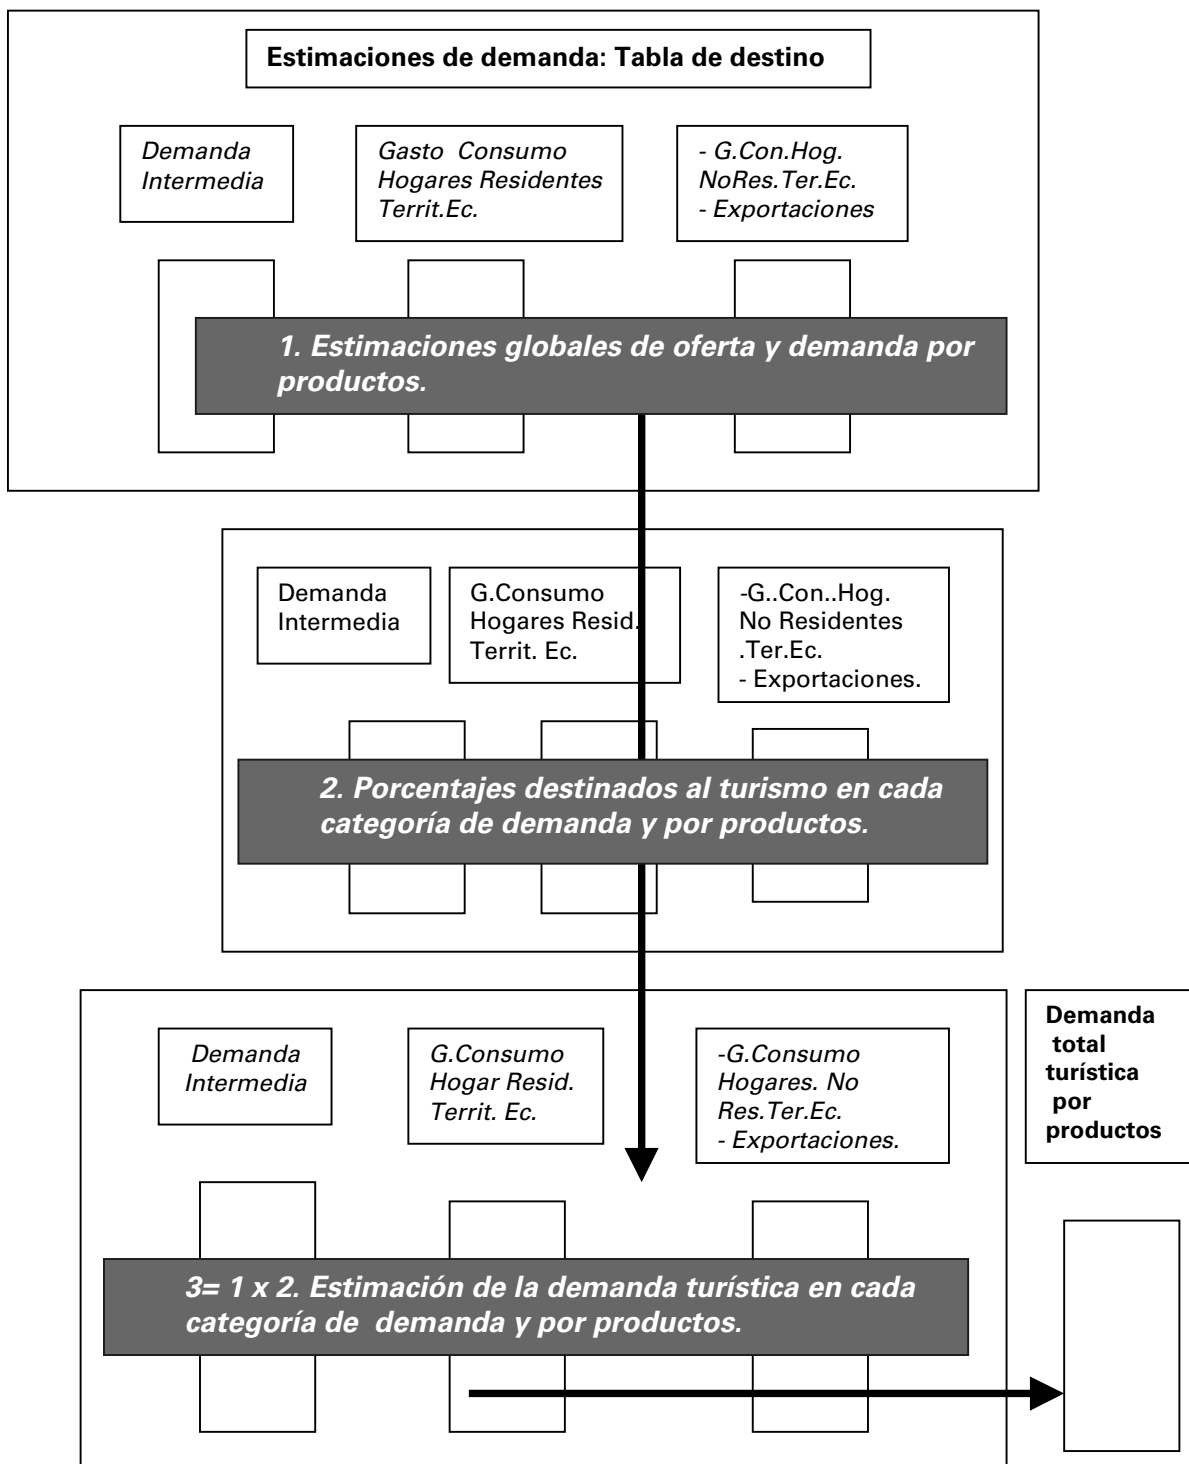 Estimaciones de demanda: Tabla de destino
Demanda
Intermedia
Gasto Consumo
Hogares Residentes
Territ.Ec.
- G.Con.Hog.
NoRes.Ter.Ec.
- Exportaciones
1. Estimaciones globales de oferta y demanda por
productos.
Demanda
Intermedia
G.Consumo
Hogares Resid.
Territ. Ec.
-G..Con..Hog.
No Residentes
.Ter.Ec.
- Exportaciones.
2. Porcentajes destinados al turismo en cada
categoría de demanda y por productos.
Demanda
Intermedia
G.Consumo
Hogar Resid.
Territ. Ec.
-G.Consumo
Hogares. No
Res.Ter.Ec.
- Exportaciones.
Demanda
total
turística
por
productos
3= 1 x 2. Estimación de la demanda turística en cada
categoría de demanda y por productos.